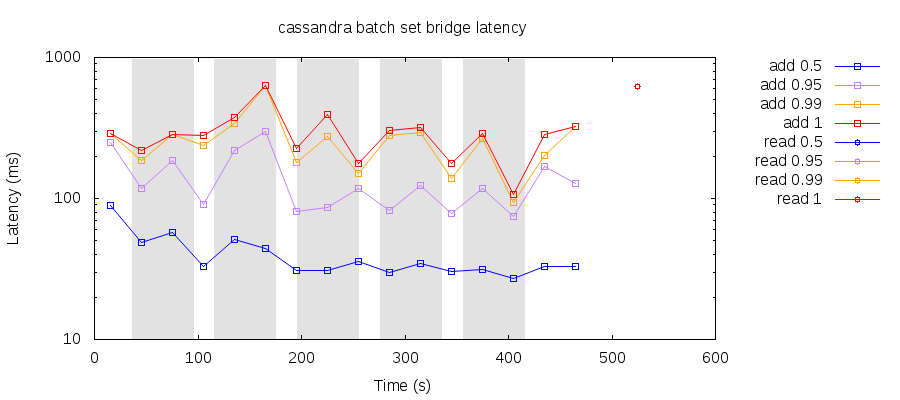 cassandra batch set bridge latency
Latency (ms)
1000
100
10
0 100 200 300 400 500 600
Time (s)
add 0.5
add 0.95
add 0.99
add 1
read 0.5
read 0.95
read 0.99
read 1